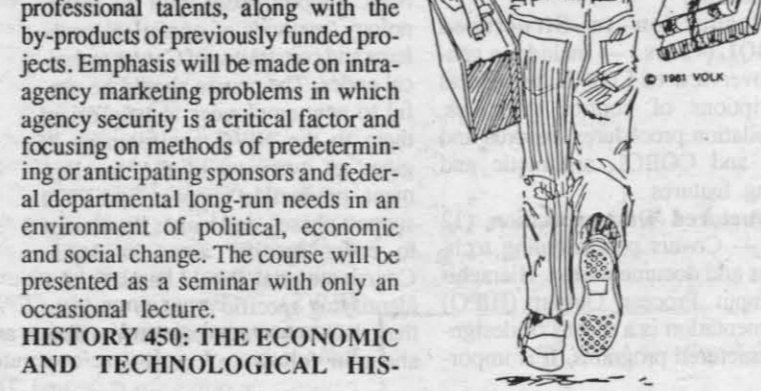 professional talents, along with the
by-products of previously funded pro-
jects. Emphasis will be made on intra-
agency marketing problems in which
agency security is a critical factor and
focusing on methods of predetermin-
ing or anticipating sponsors and feder-
al departmental long-run needs in an
environment of political, economic
and social change. The course will be
presented as a seminar with only an
occasional lecture.
HISTORY 450: THE ECONOMIC
AND TECHNOLOGICAL HIS-
© 1981 VOLK